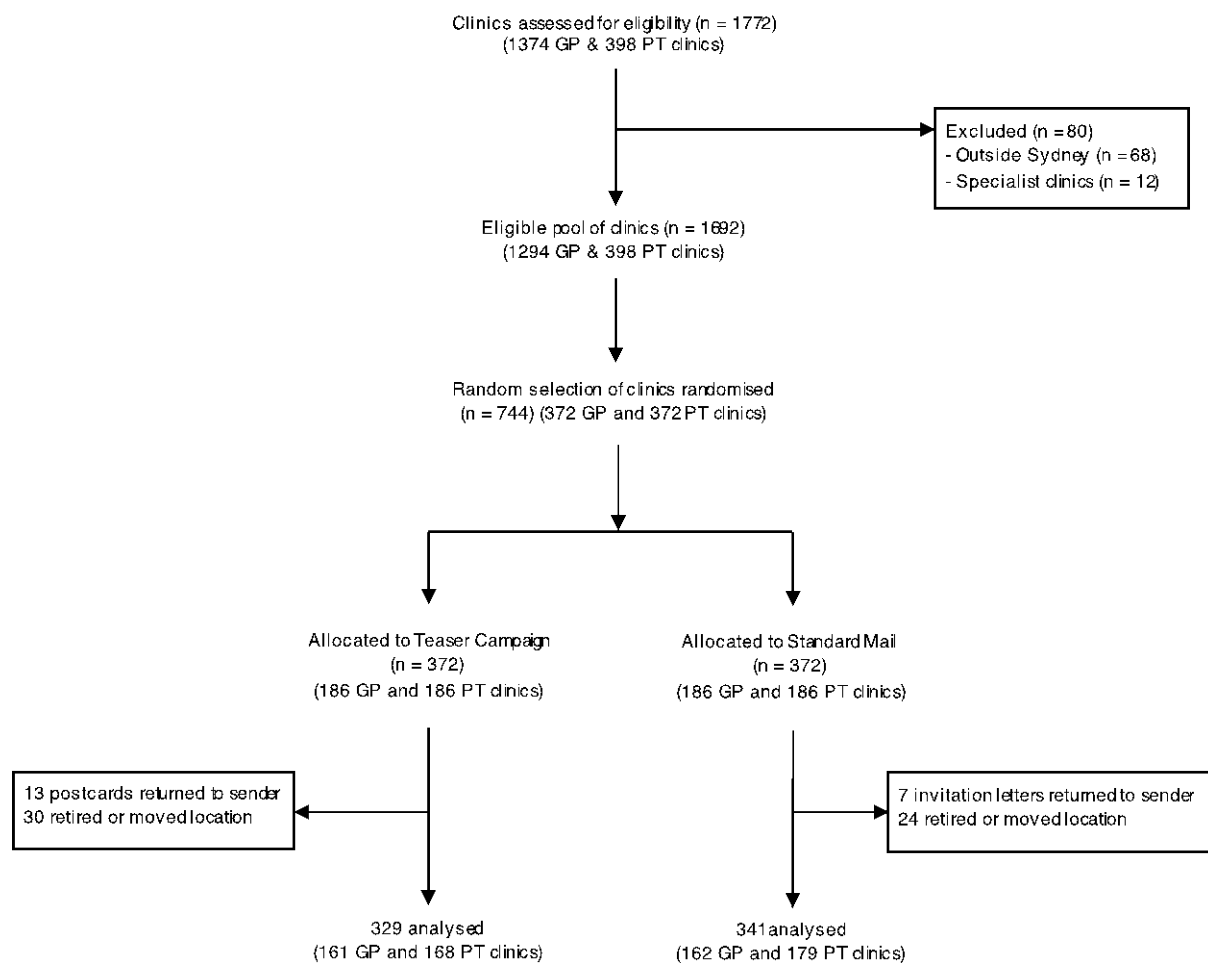 Clinics assessed for eligibility (n = 1772)
(1374 GP & 398 PT clinics)
Excluded (n = 80)
- Outside Sydney (n = 68)
- Specialist clinics (n = 12)
Eligible pool of clinics (n = 1692)
(1294 GP & 398 PT clinics)
Random selection of clinics randomised
(n = 744) (372 GP and 372 PT clinics)
Allocated to Teaser Campaign
(n = 372)
(186 GP and 186 PT clinics)
Allocated to Standard Mail
(n = 372)
(186 GP and 186 PT clinics)
13 postcards returned to sender
30 retired or moved location
7 invitation letters returned to sender
24 retired or moved location
329 analysed
(161 GP and 168 PT clinics)
341 analysed
(162 GP and 179 PT clinics)